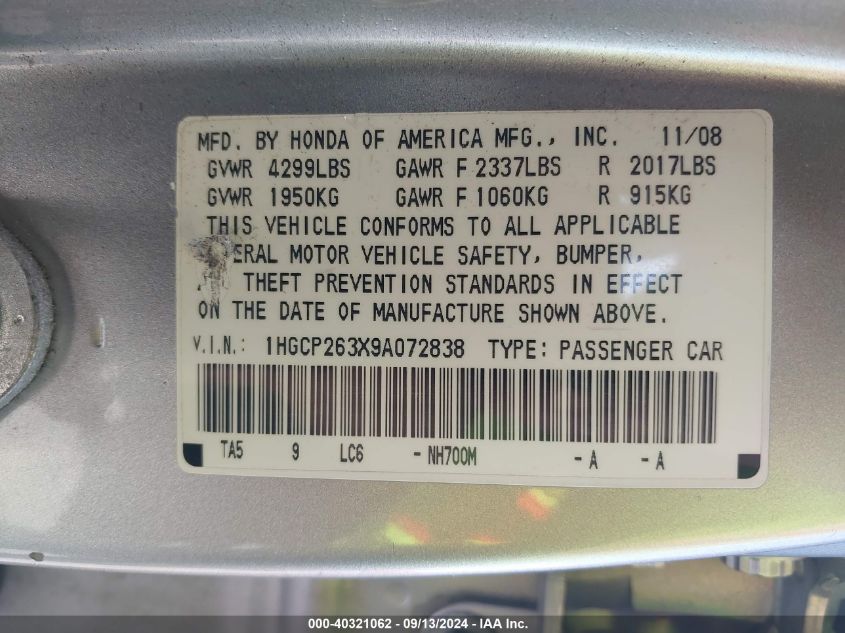 MFD. BY HONDA OF AMERICA MFG., INC. 11/08
GVWR 4299LBS GAWR F 2337LBS R 2017LBS
GVWR 1950KG GAWR F 1060KG R 915KG
THIS VEHICLE CONFORMS TO ALL APPLICABLE
ERAL MOTOR VEHICLE SAFETY, BUMPER,
THEFT PREVENTION STANDARDS IN EFFECT
ON THE DATE OF MANUFACTURE SHOWN ABOVE.
V.I.N.: 1HGCP263X9A072838 TYPE: PASSENGER CAR
TA5 9 LC6 -NH700M -A -A
000-40321062 - 09/13/2024 - IAA Inc.